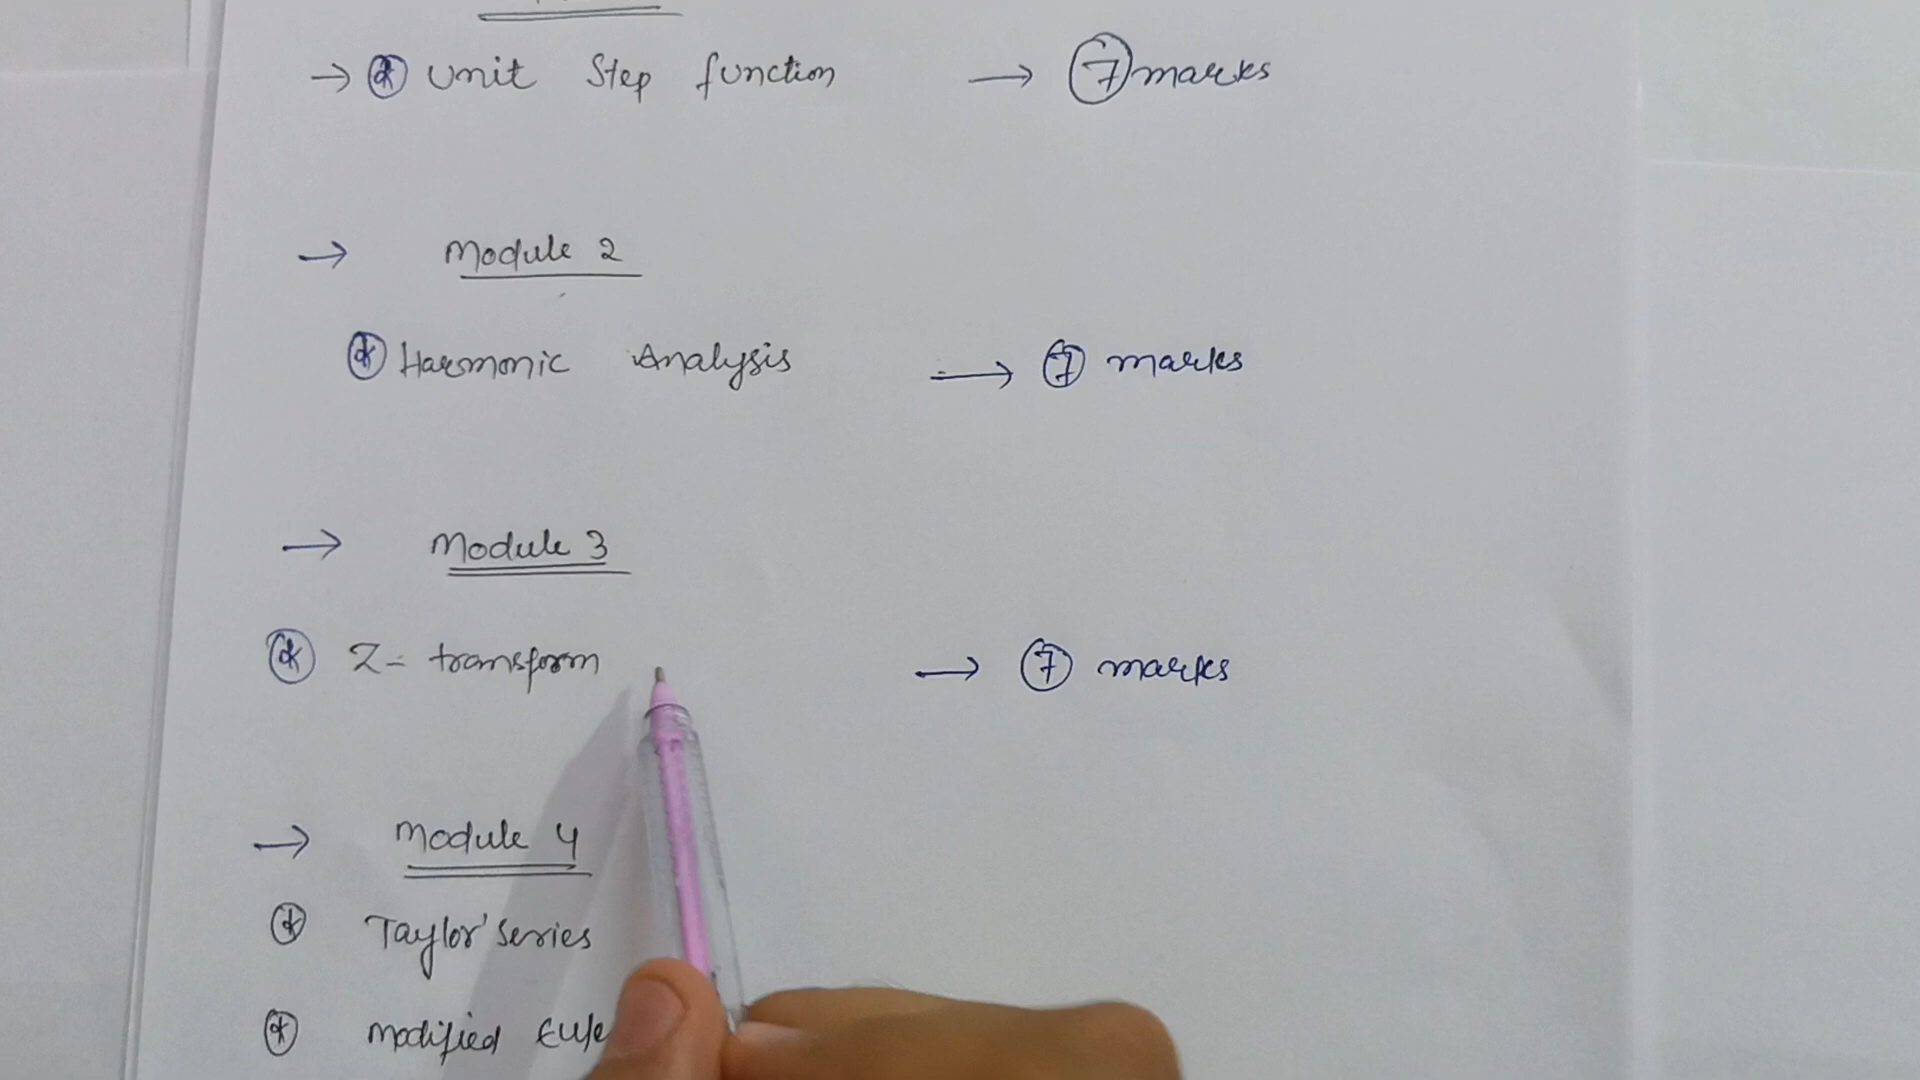 → * Unit Step function → 7 marks
→ Module 2
* Harmonic Analysis → 7 marks
→ Module 3
* Z- transform → 7 marks
→ Module 4
* Taylor' series
* modified